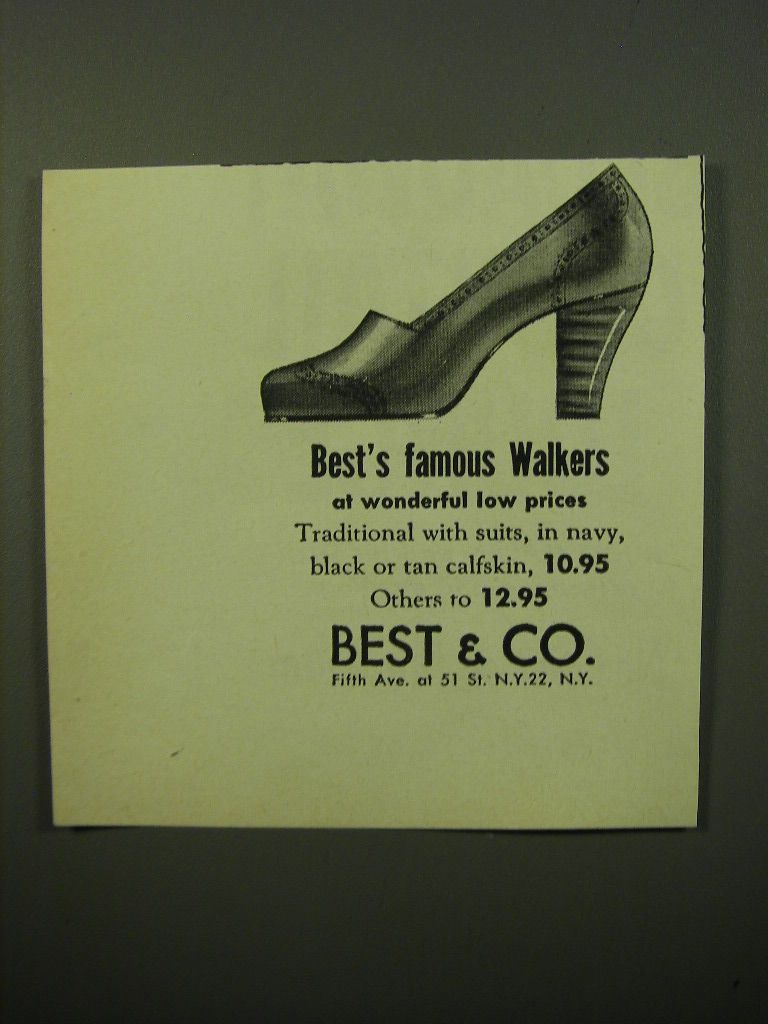 Best's famous Walkers
at wonderful low prices
Traditional with suits, in navy,
black or tan calfskin, 10.95
Others to 12.95
BEST & CO.
Fifth Ave. at 51 St. N.Y.22, N.Y.